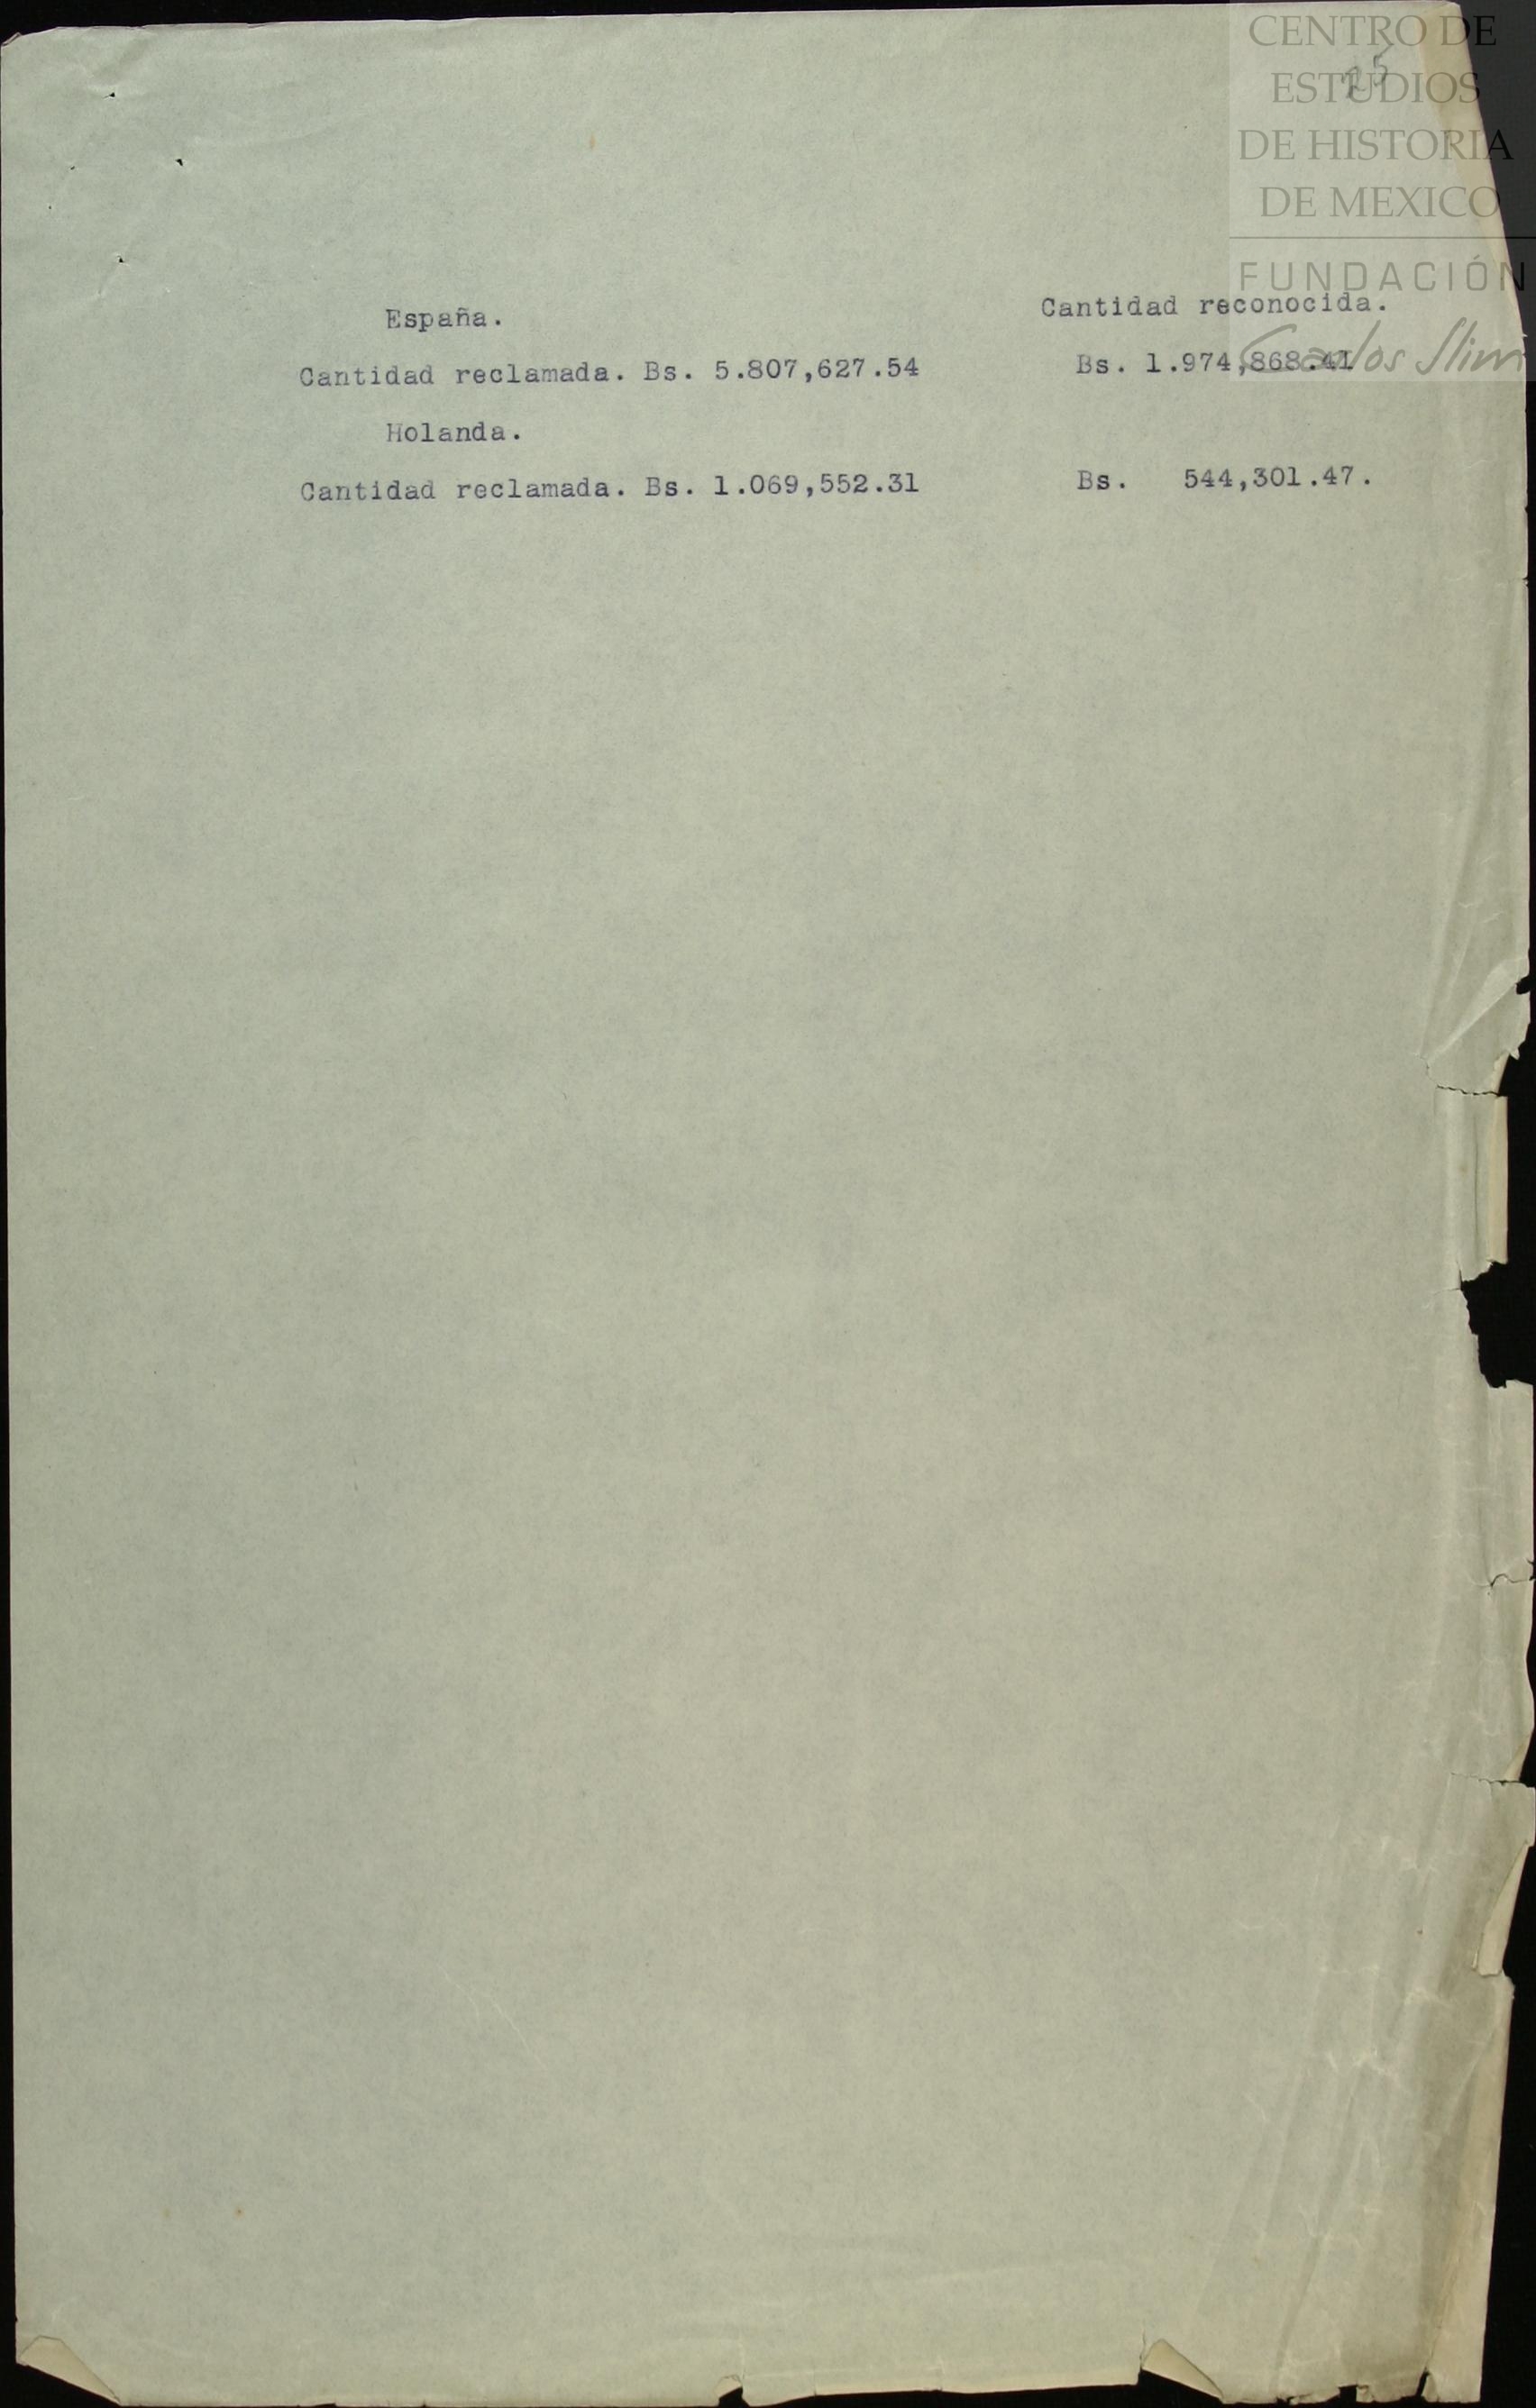 CENTRO DE
ESTUDIOS
DE HISTORIA
DE MEXICO
FUNDACIÓN
Carlos Slim
25
España. Cantidad reconocida.
Cantidad reclamada. Bs. 5.807,627.54 Bs. 1.974,868.41
Holanda.
Cantidad reclamada. Bs. 1.069,552.31 Bs. 544,301.47.